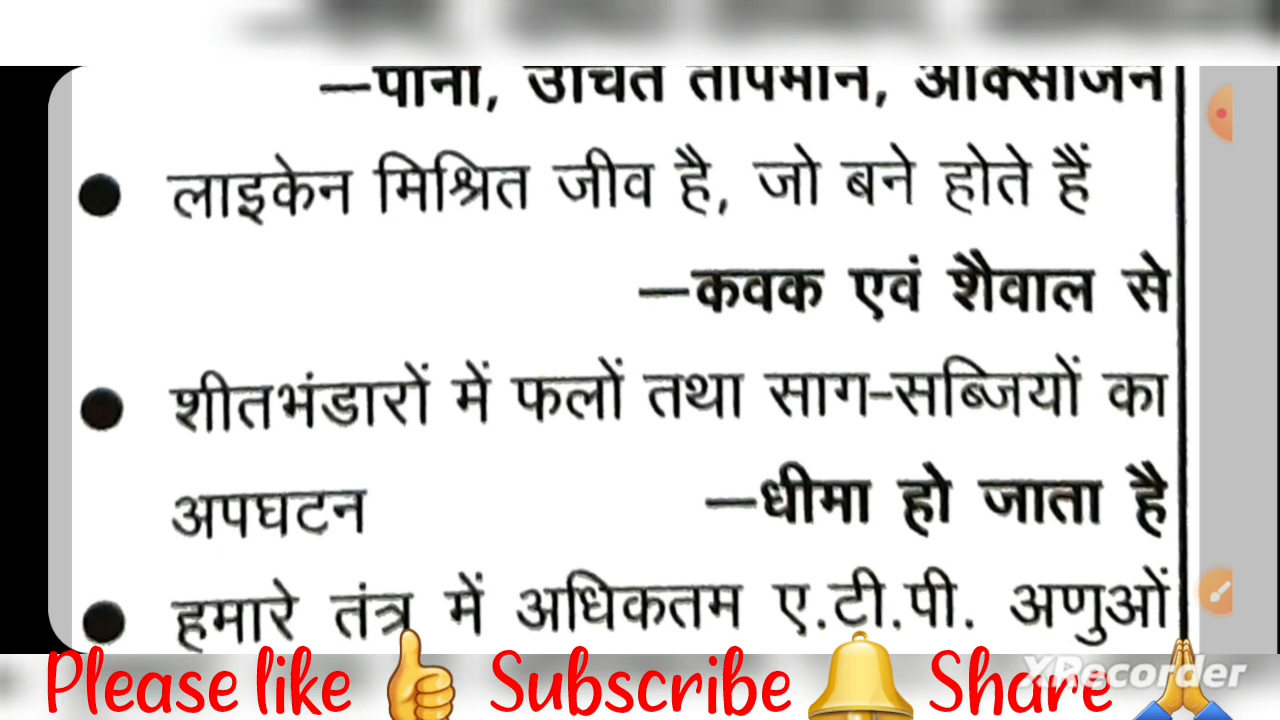 —पानी, उचित तापमान, ऑक्सीजन
लाइकेन मिश्रित जीव है, जो बने होते हैं
—कवक एवं शैवाल से
शीतभंडारों में फलों तथा साग-सब्जियों का
अपघटन —धीमा हो जाता है
हमारे तंत्र में अधिकतम ए.टी.पी. अणुओं
Please like Subscribe Share
XRecorder